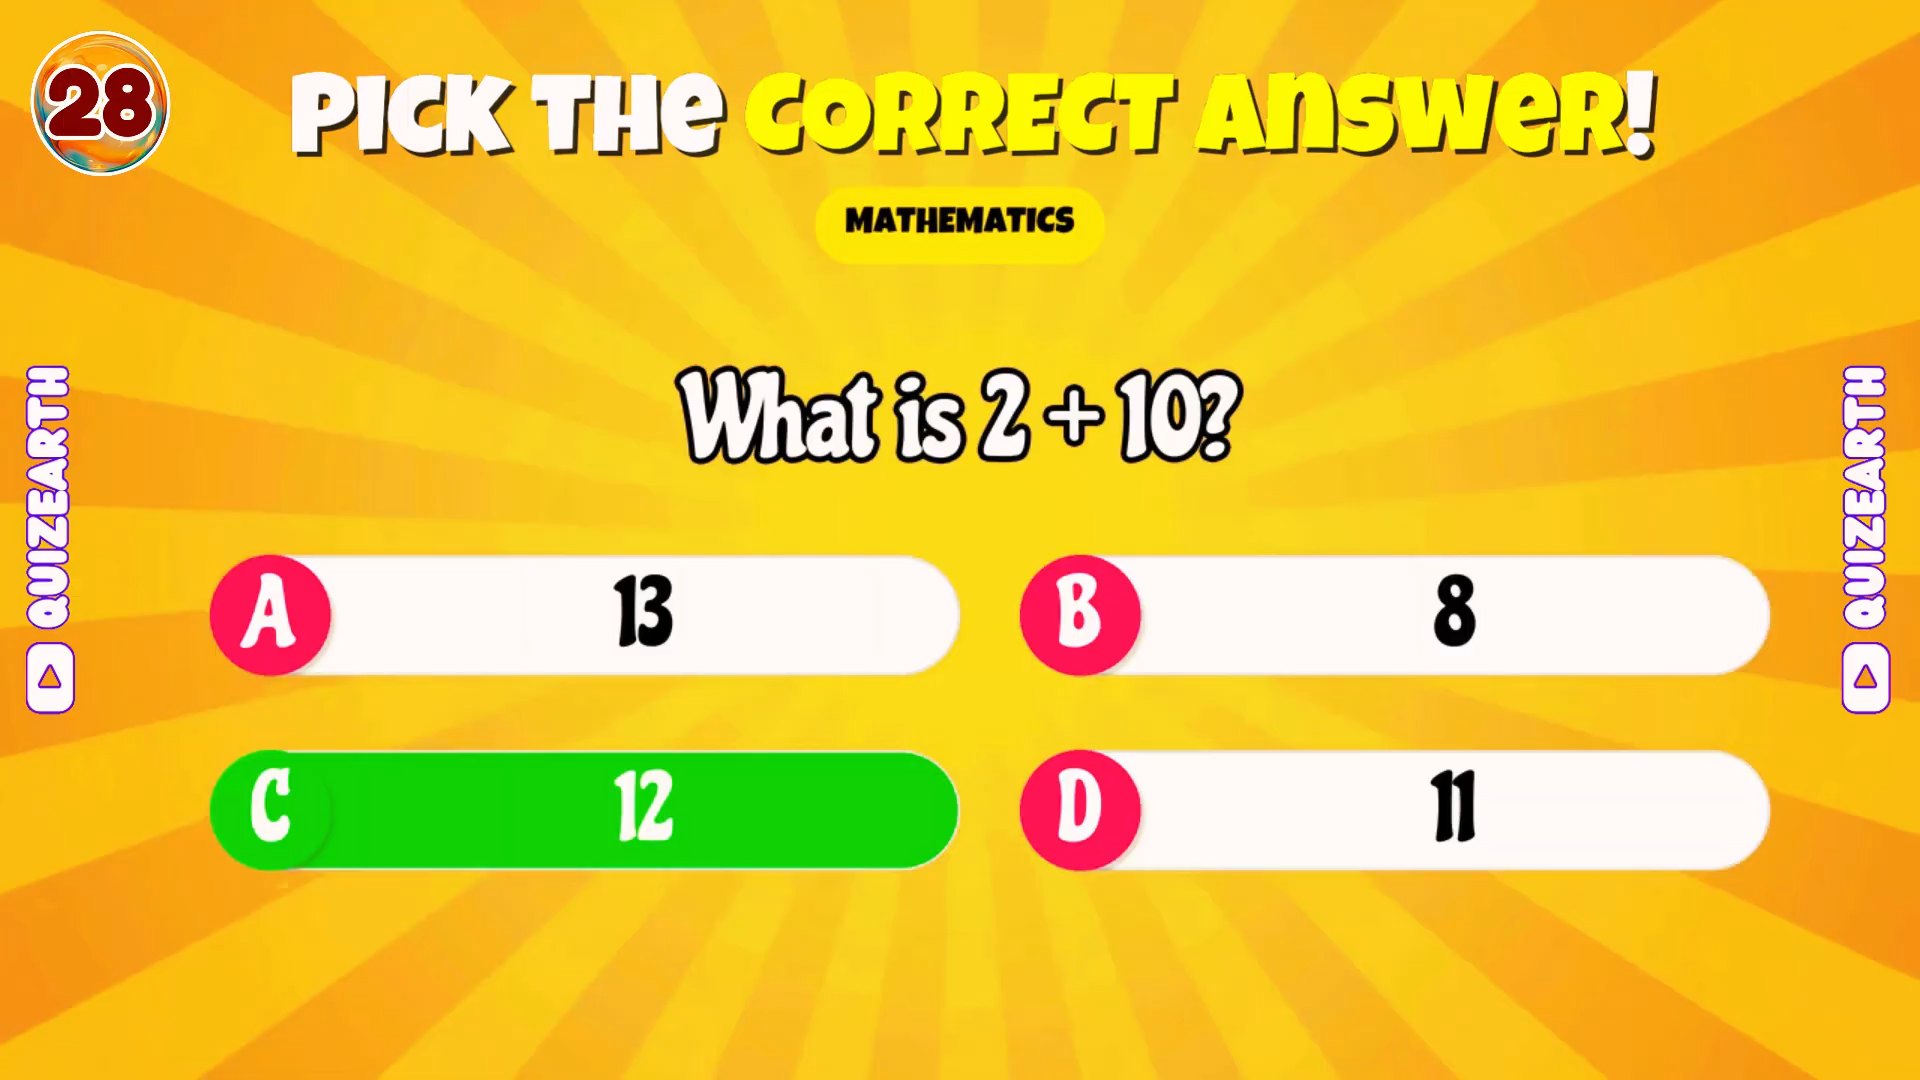 28
PICK THE CORRECT ANSWER!
MATHEMATICS
What is 2 + 10?
A 13
B 8
C 12
D 11
QUIZEARTH
QUIZEARTH